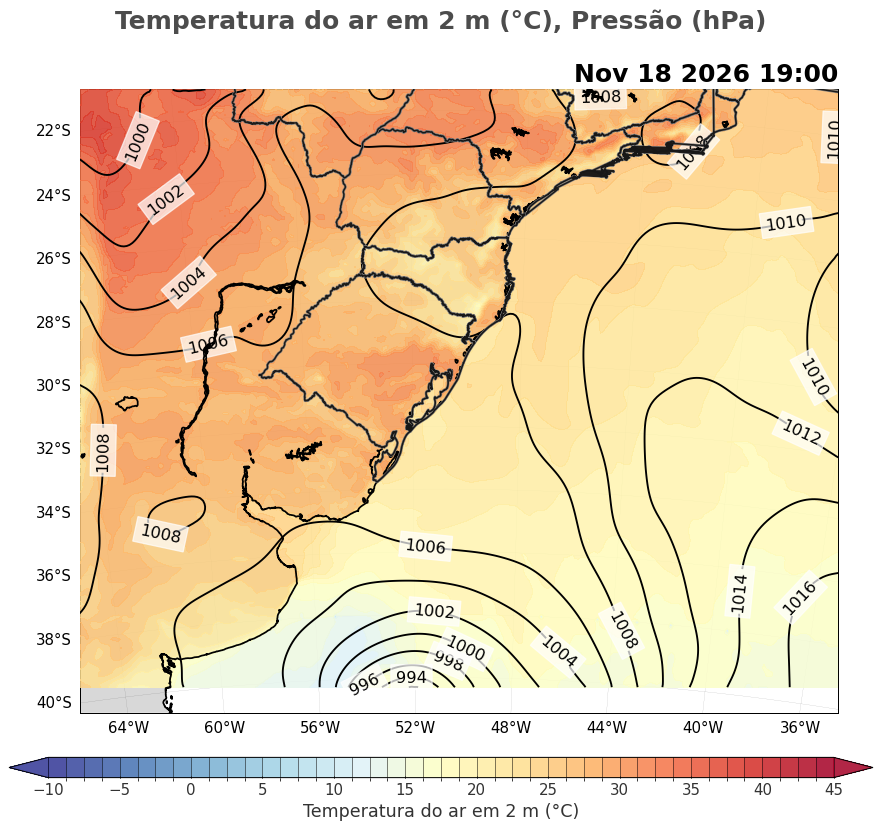 Temperatura do ar em 2 m (°C), Pressão (hPa)
Nov 18 2026 19:00
1008
1000
1010
22°S
1008
24°S
1002
1010
26°S
1004
28°S
1006
1010
30°S
1012
32°S
1008
34°S
1008
1006
36°S
1014
1016
1002
1008
38°S
1000
1004
998
996
994
40°S
64°W 60°W 56°W 52°W 48°W 44°W 40°W 36°W
−10 −5 0 5 10 15 20 25 30 35 40 45
Temperatura do ar em 2 m (°C)